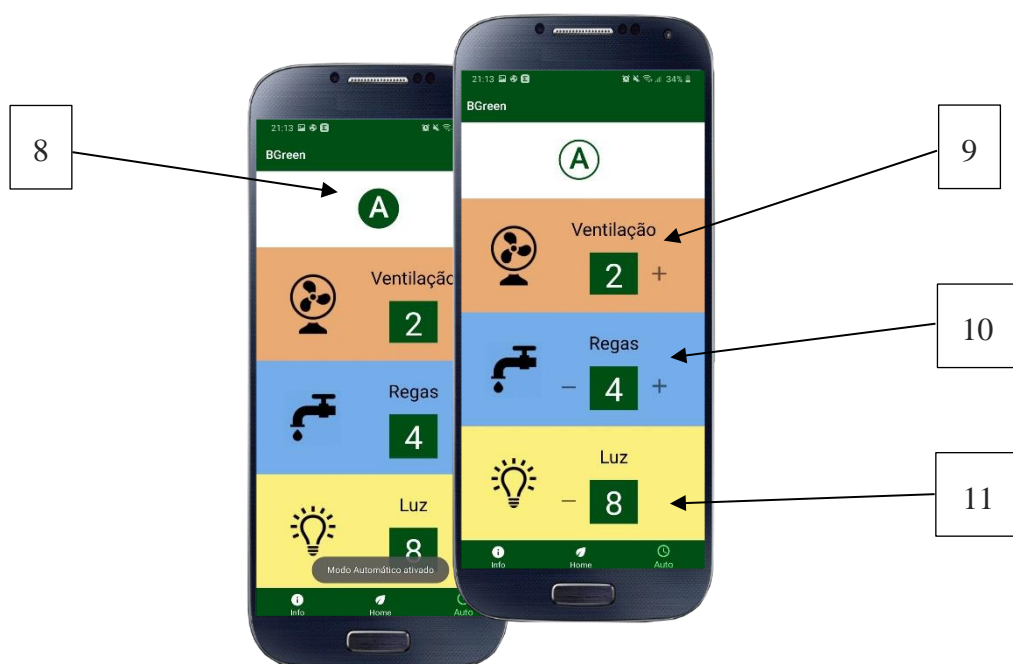 8
21:13
BGreen
A
Ventilação
2
Regas
4
Luz
8
Modo Automático ativado
Info
Home
Auto
21:13
34%
BGreen
A
Ventilação
2 +
Regas
– 4 +
Luz
– 8
Info
Home
Auto
9
10
11